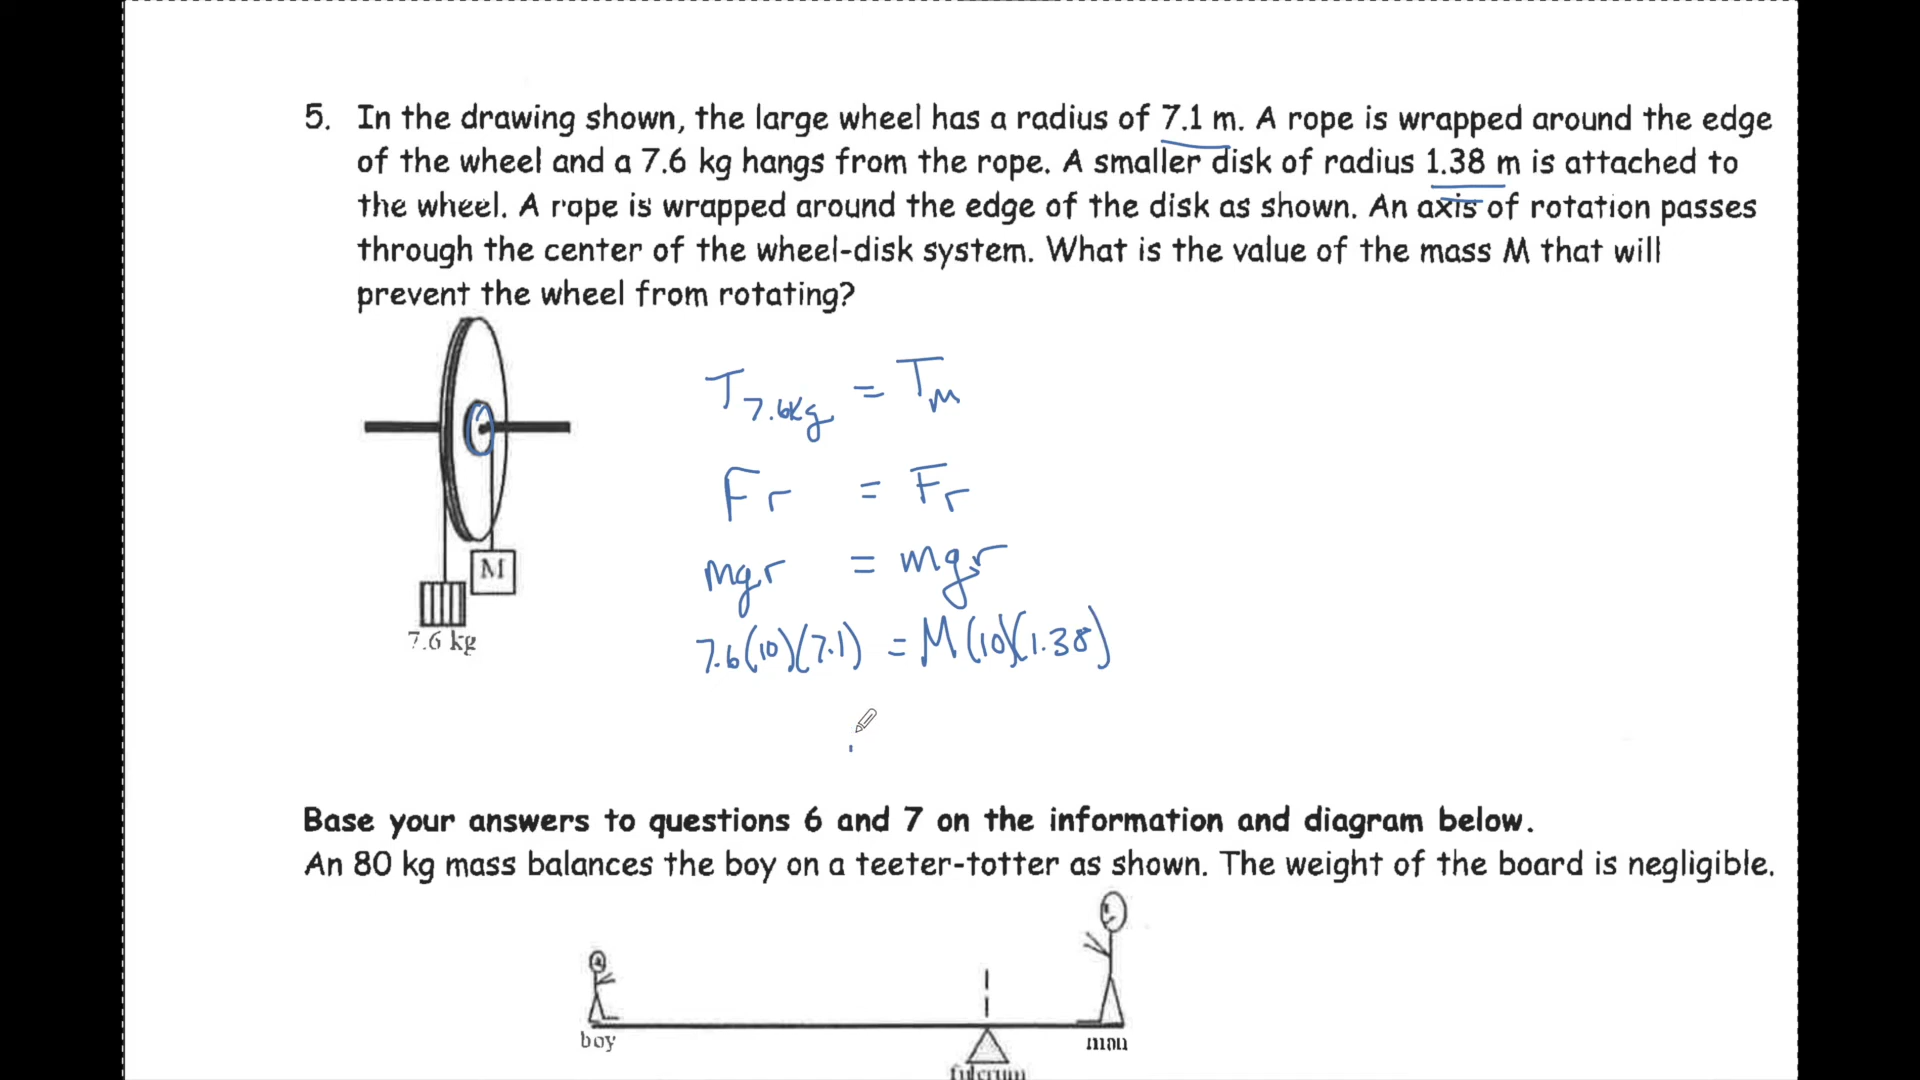 5. In the drawing shown, the large wheel has a radius of 7.1 m. A rope is wrapped around the edge
of the wheel and a 7.6 kg hangs from the rope. A smaller disk of radius 1.38 m is attached to
the wheel. A rope is wrapped around the edge of the disk as shown. An axis of rotation passes
through the center of the wheel-disk system. What is the value of the mass M that will
prevent the wheel from rotating?
T 7.6kg = T M
Fr = Fr
mgr = mgr
M
7.6(10)(7.1) = M(10)(1.38)
7.6 kg
Base your answers to questions 6 and 7 on the information and diagram below.
An 80 kg mass balances the boy on a teeter-totter as shown. The weight of the board is negligible.
boy man
fulcrum